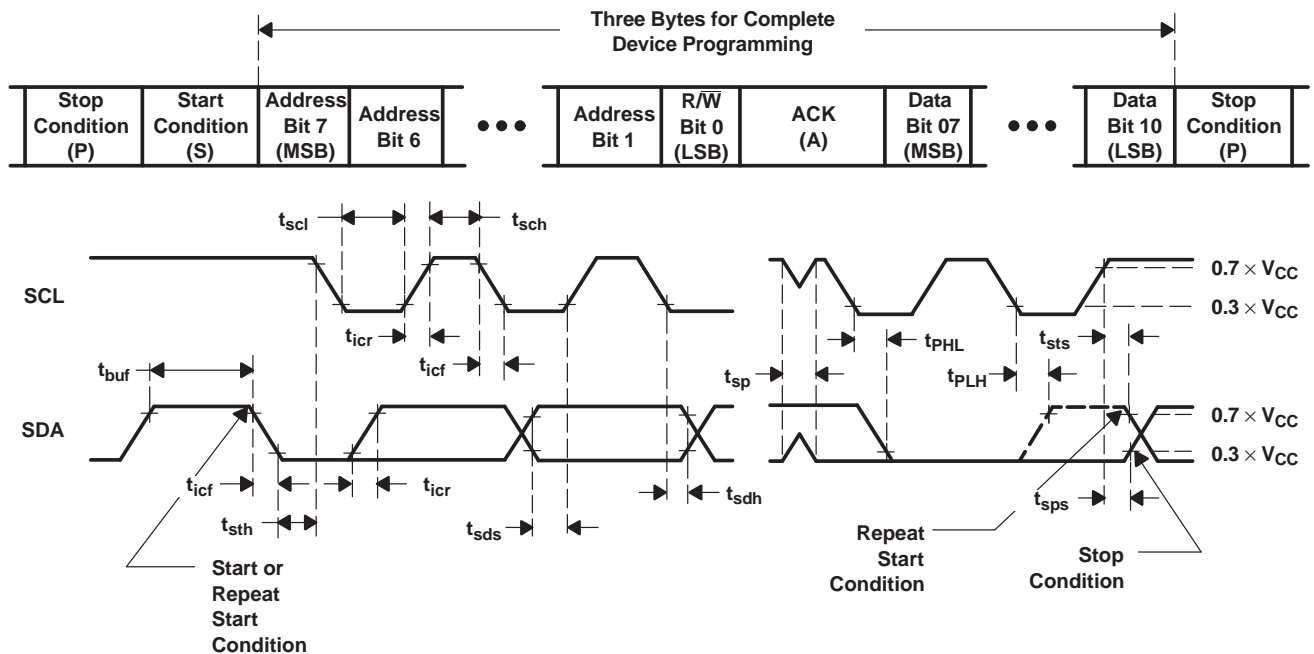 Three Bytes for Complete
Device Programming
Stop
Condition
(P)
Start
Condition
(S)
Address
Bit 7
(MSB)
Address
Bit 6
•••
Address
Bit 1
R/W̅
Bit 0
(LSB)
ACK
(A)
Data
Bit 07
(MSB)
•••
Data
Bit 10
(LSB)
Stop
Condition
(P)
tscl
tsch
SCL
0.7 × VCC
0.3 × VCC
ticr
ticf
tPHL
tsts
tbuf
tsp
tPLH
SDA
0.7 × VCC
0.3 × VCC
ticf
ticr
tsdh
tsth
tsds
tsps
Start or
Repeat
Start
Condition
Repeat
Start
Condition
Stop
Condition